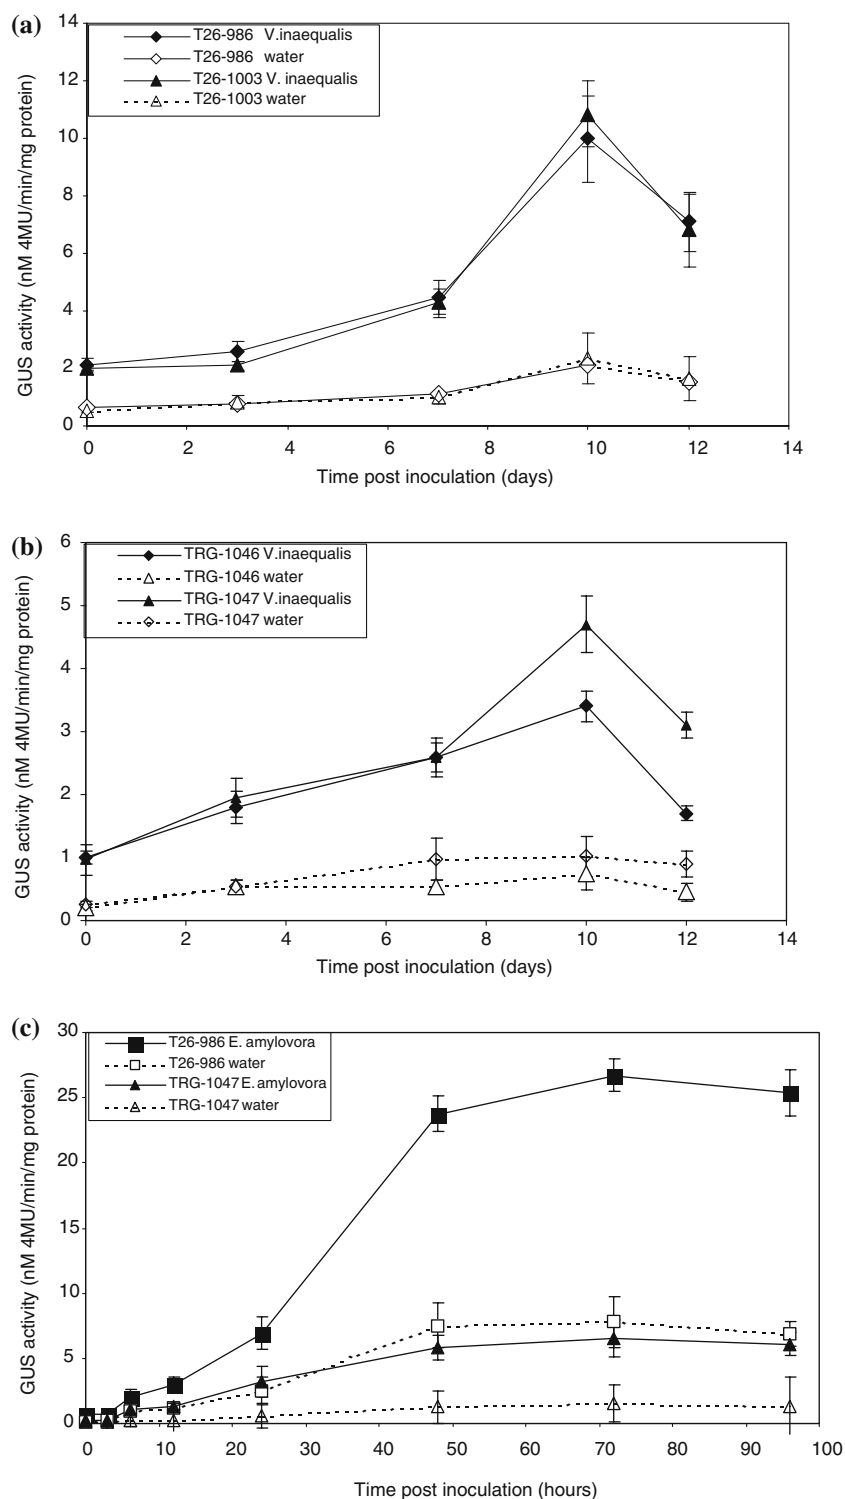 (a)
T26-986 V.inaequalis
T26-986 water
T26-1003 V. inaequalis
T26-1003 water
14
12
10
8
6
4
2
0
GUS activity (nM 4MU/min/mg protein)
0 2 4 6 8 10 12 14
Time post inoculation (days)
(b)
TRG-1046 V.inaequalis
TRG-1046 water
TRG-1047 V.inaequalis
TRG-1047 water
6
5
4
3
2
1
0
GUS activity (nM 4MU/min/mg protein)
0 2 4 6 8 10 12 14
Time post inoculation (days)
(c)
T26-986 E. amylovora
T26-986 water
TRG-1047 E. amylovora
TRG-1047 water
30
25
20
15
10
5
0
GUS activity (nM 4MU/min/mg protein)
0 10 20 30 40 50 60 70 80 90 100
Time post inoculation (hours)